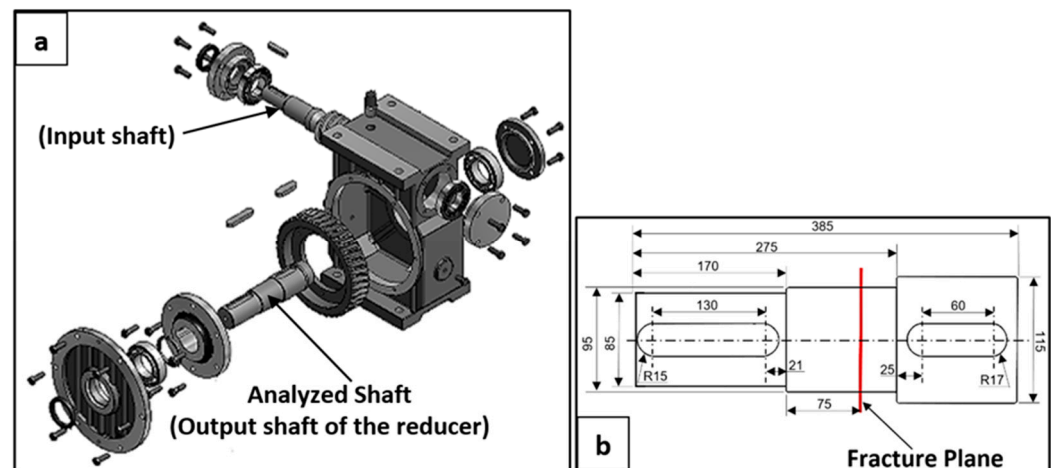 a
(Input shaft)
Analyzed Shaft
(Output shaft of the reducer)
385
275
170
130
60
95
85
115
21
25
R15
R17
75
b
Fracture Plane